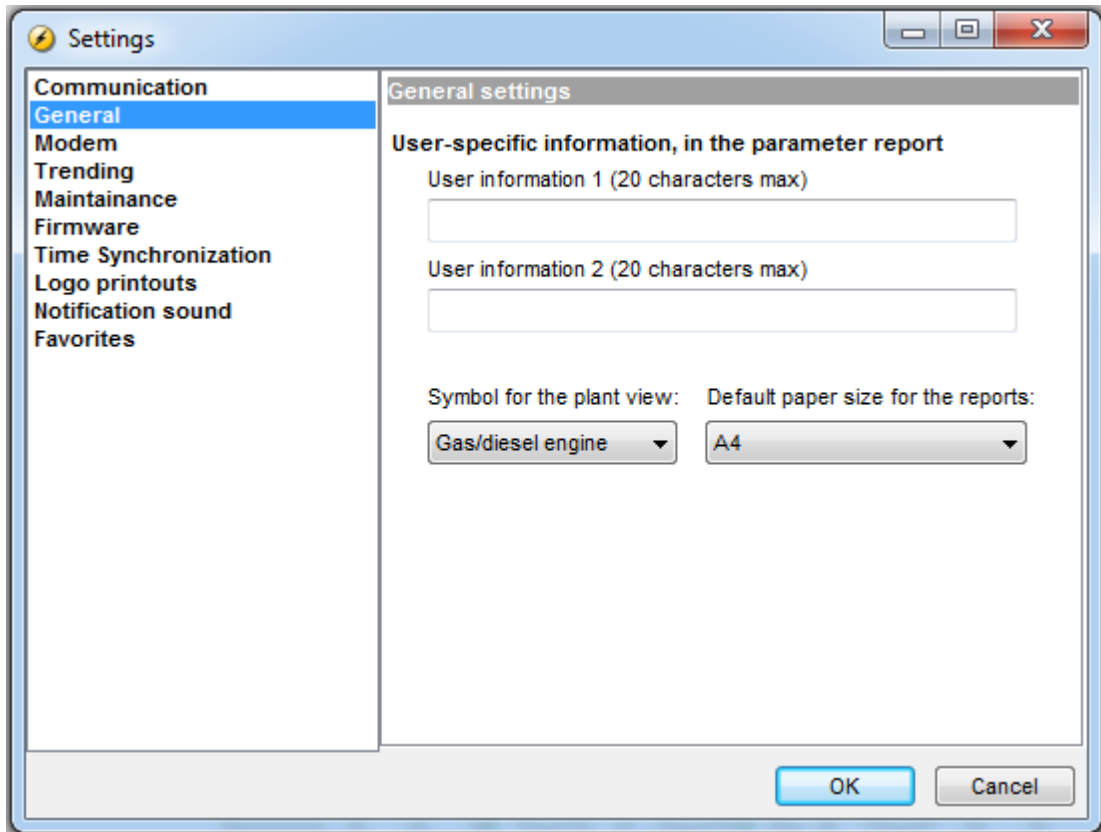 Settings
Communication
General
Modem
Trending
Maintainance
Firmware
Time Synchronization
Logo printouts
Notification sound
Favorites
General settings
User-specific information, in the parameter report
User information 1 (20 characters max)
User information 2 (20 characters max)
Symbol for the plant view: Default paper size for the reports:
Gas/diesel engine A4
OK Cancel